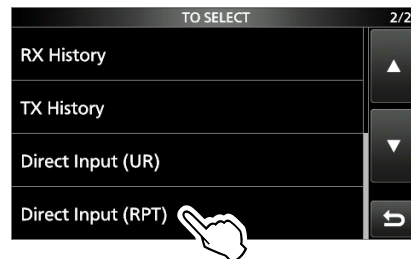 TO SELECT 2/2
RX History
TX History
Direct Input (UR)
Direct Input (RPT)